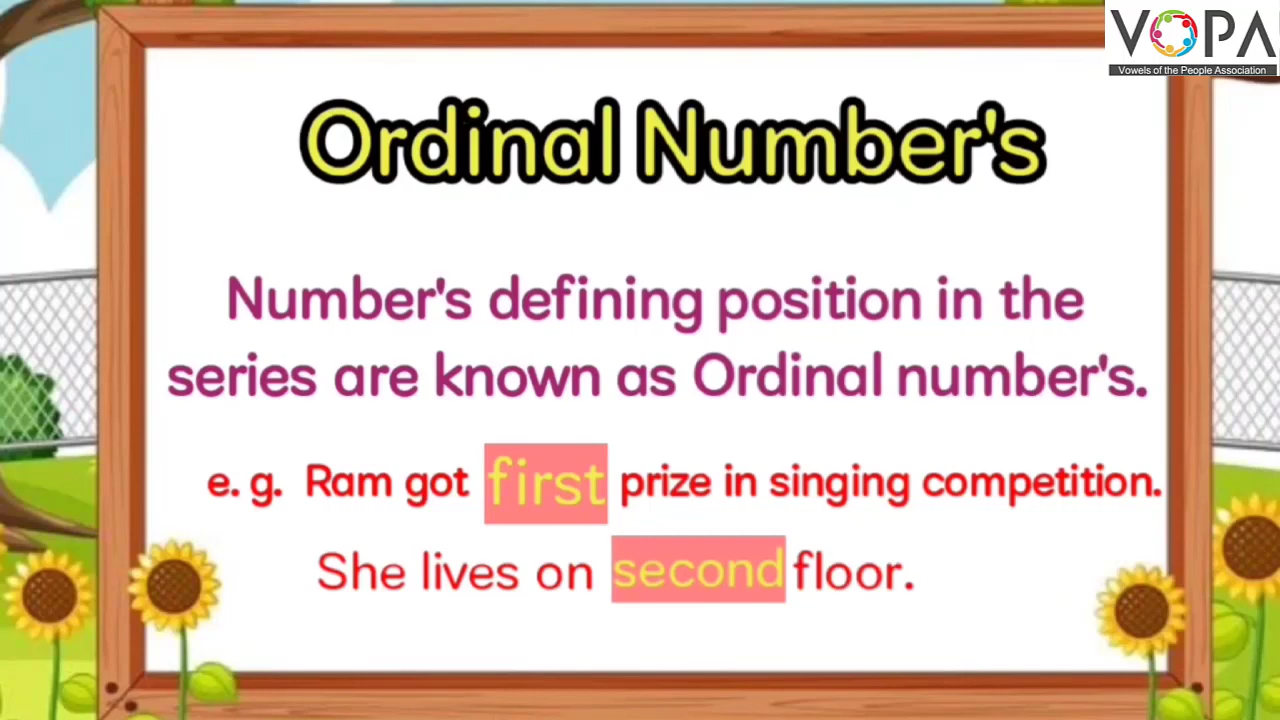 VOPA
Vowels of the People Association
Ordinal Number's
Number's defining position in the
series are known as Ordinal number's.
e. g. Ram got first prize in singing competition.
She lives on second floor.